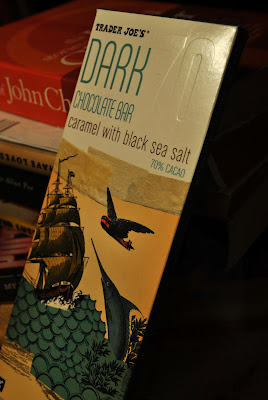 TRADER JOE'S®
DARK
CHOCOLATE BAR
caramel with black sea salt
70% CACAO
John Ch